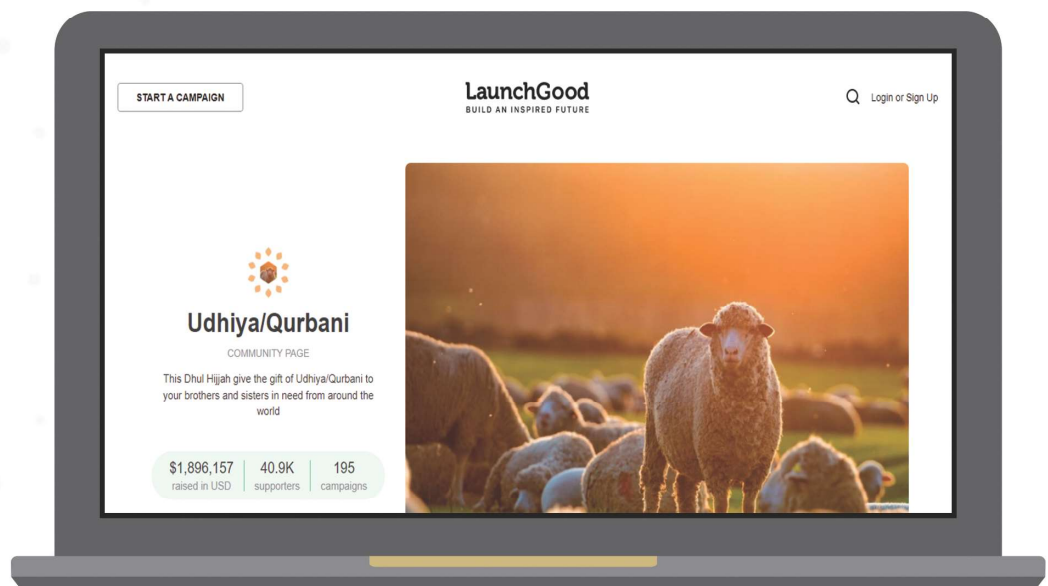 START A CAMPAIGN
LaunchGood
BUILD AN INSPIRED FUTURE
Login or Sign Up
Udhiya/Qurbani
COMMUNITY PAGE
This Dhul Hijjah give the gift of Udhiya/Qurbani to
your brothers and sisters in need from around the
world
$1,896,157 40.9K 195
raised in USD supporters campaigns